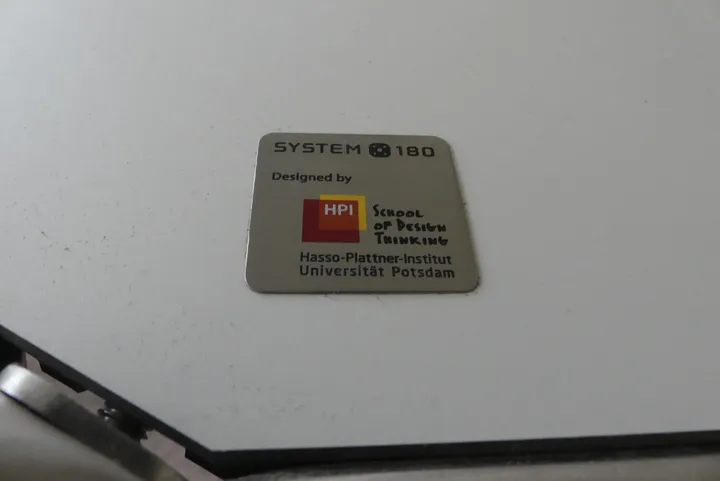 SYSTEM 180
Designed by
HPI
SCHOOL
OF DESIGN
THINKING
Hasso-Plattner-Institut
Universität Potsdam